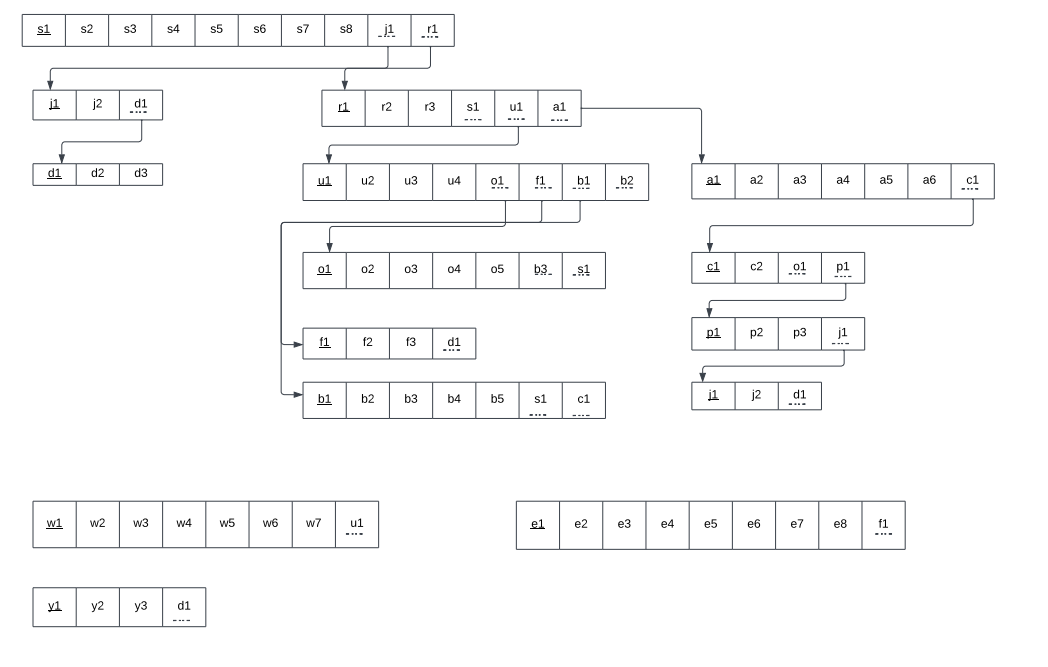 s1 s2 s3 s4 s5 s6 s7 s8 j1 r1
j1 j2 d1
r1 r2 r3 s1 u1 a1
d1 d2 d3
u1 u2 u3 u4 o1 f1 b1 b2
a1 a2 a3 a4 a5 a6 c1
o1 o2 o3 o4 o5 b3 s1
c1 c2 o1 p1
f1 f2 f3 d1
p1 p2 p3 j1
b1 b2 b3 b4 b5 s1 c1
j1 j2 d1
w1 w2 w3 w4 w5 w6 w7 u1
e1 e2 e3 e4 e5 e6 e7 e8 f1
y1 y2 y3 d1